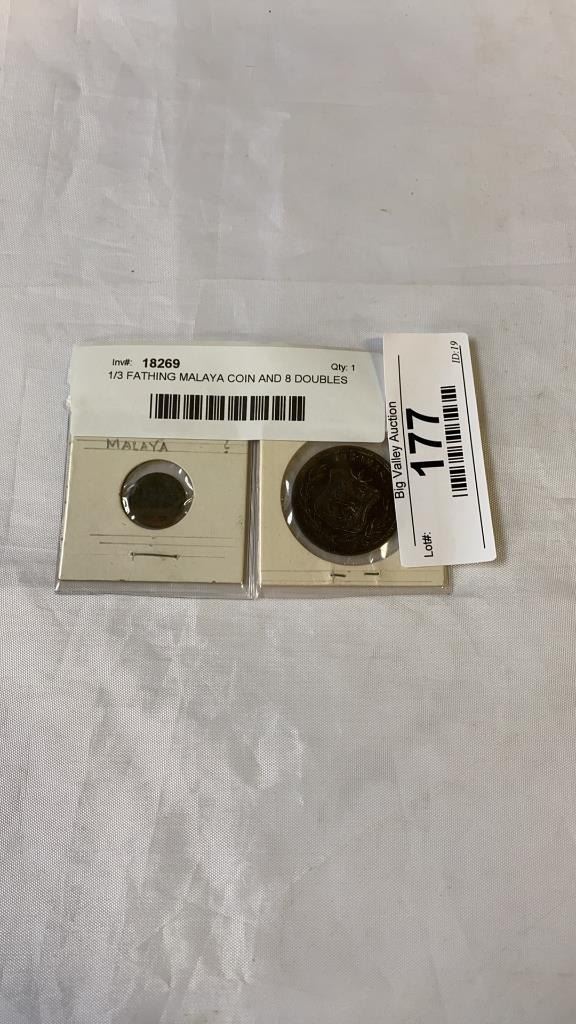 Inv#: 18269 Qty: 1
1/3 FATHING MALAYA COIN AND 8 DOUBLES
MALAYA
Big Valley Auction
Lot#: 177
ID:19